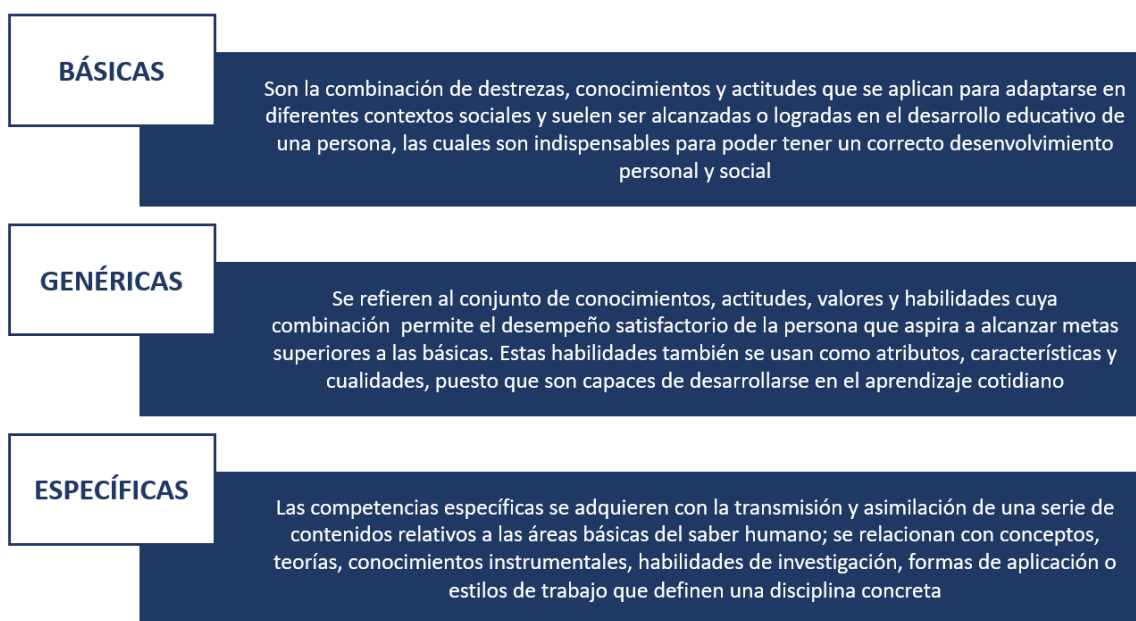 BÁSICAS
Son la combinación de destrezas, conocimientos y actitudes que se aplican para adaptarse en
diferentes contextos sociales y suelen ser alcanzadas o logradas en el desarrollo educativo de
una persona, las cuales son indispensables para poder tener un correcto desenvolvimiento
personal y social
GENÉRICAS
Se refieren al conjunto de conocimientos, actitudes, valores y habilidades cuya
combinación  permite el desempeño satisfactorio de la persona que aspira a alcanzar metas
superiores a las básicas. Estas habilidades también se usan como atributos, características y
cualidades, puesto que son capaces de desarrollarse en el aprendizaje cotidiano
ESPECÍFICAS
Las competencias específicas se adquieren con la transmisión y asimilación de una serie de
contenidos relativos a las áreas básicas del saber humano; se relacionan con conceptos,
teorías, conocimientos instrumentales, habilidades de investigación, formas de aplicación o
estilos de trabajo que definen una disciplina concreta